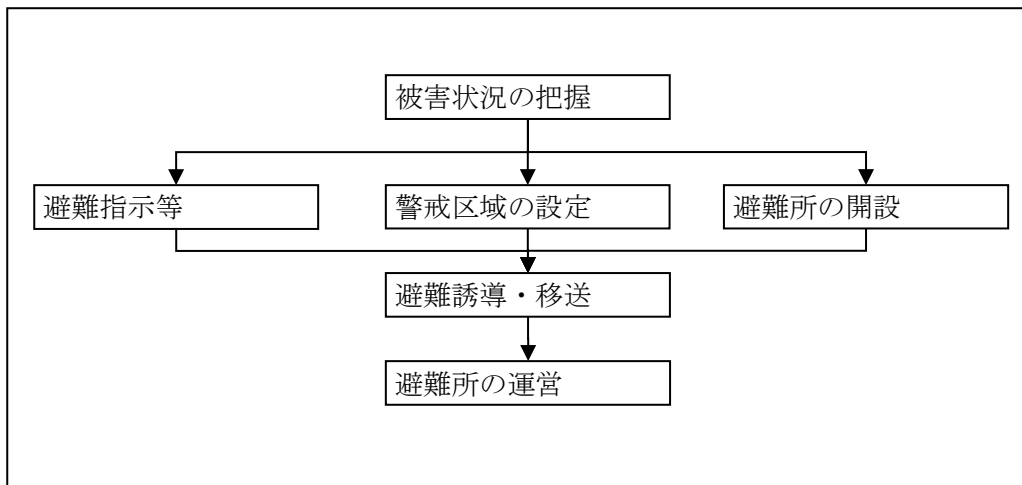 被害状況の把握
避難指示等
警戒区域の設定
避難所の開設
避難誘導・移送
避難所の運営